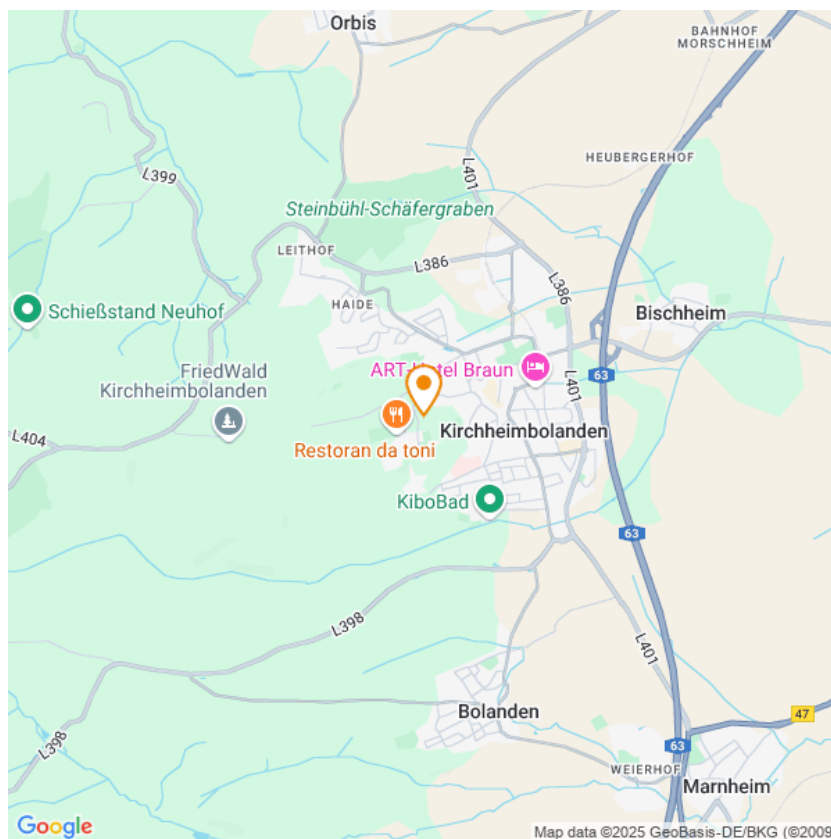 Orbis
BAHNHOF
MORSCHHEIM
HEUBERGERHOF
L401
L399
Steinbühl-Schäfergraben
LEITHOF
L386
L386
HAIDE
Bischheim
Schießstand Neuhof
FriedWald
Kirchheimbolanden
ART-Hotel Braun
63
L401
L404
Restoran da toni
Kirchheimbolanden
KiboBad
63
L398
L401
Bolanden
47
L398
63
WEIERHOF
Marnheim
Google
Map data ©2025 GeoBasis-DE/BKG (©2009